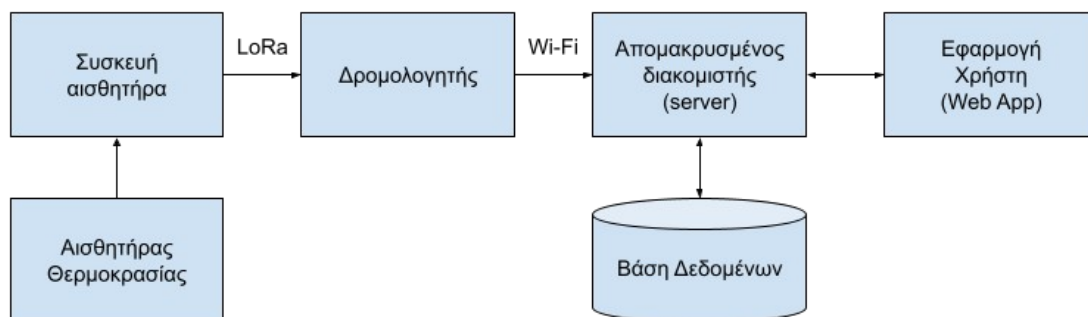 Συσκευή
αισθητήρα
LoRa
Δρομολογητής
Wi-Fi
Απομακρυσμένος
διακομιστής
(server)
Εφαρμογή
Χρήστη
(Web App)
Αισθητήρας
Θερμοκρασίας
Βάση Δεδομένων